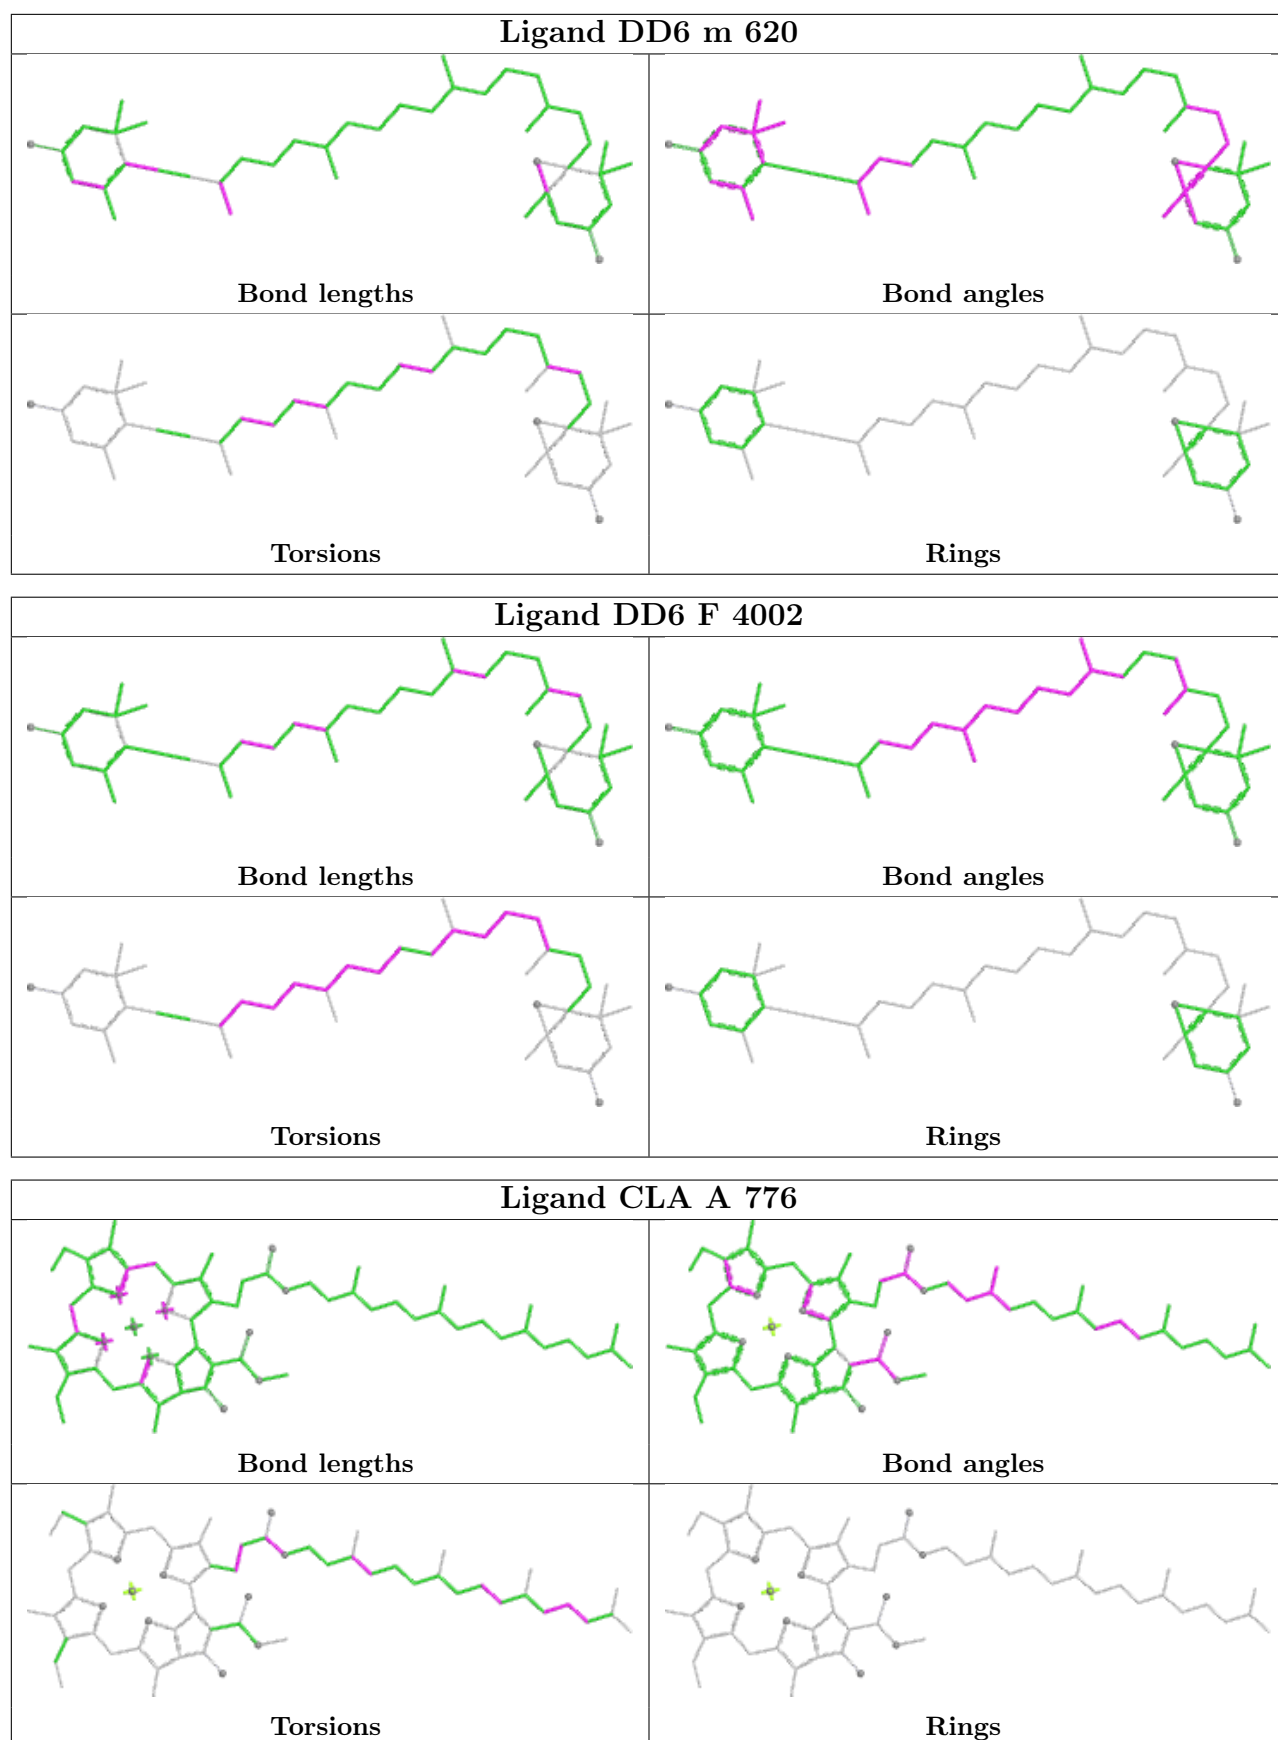 Ligand DD6 m 620
Bond lengths
Bond angles
Torsions
Rings
Ligand DD6 F 4002
Bond lengths
Bond angles
Torsions
Rings
Ligand CLA A 776
Bond lengths
Bond angles
Torsions
Rings